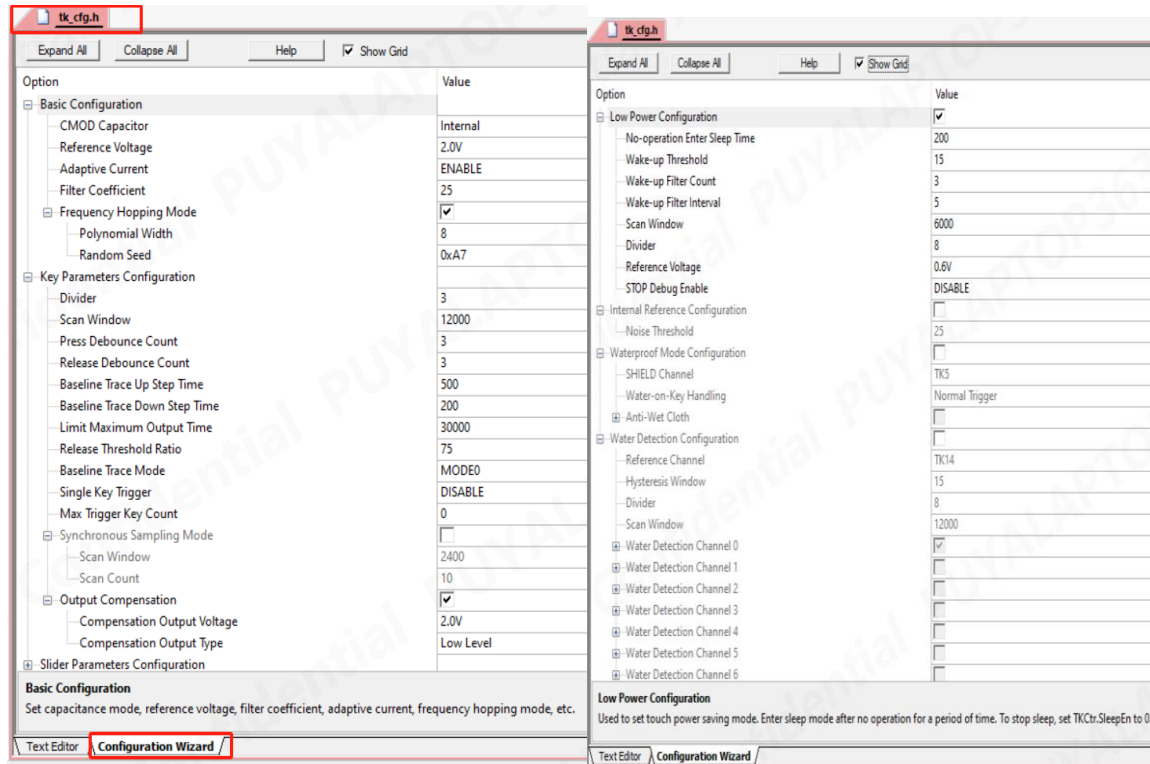 tk_cfg.h
Expand All Collapse All Help Show Grid
Option Value
Basic Configuration
CMOD Capacitor Internal
Reference Voltage 2.0V
Adaptive Current ENABLE
Filter Coefficient 25
Frequency Hopping Mode
Polynomial Width 8
Random Seed 0xA7
Key Parameters Configuration
Divider 3
Scan Window 12000
Press Debounce Count 3
Release Debounce Count 3
Baseline Trace Up Step Time 500
Baseline Trace Down Step Time 200
Limit Maximum Output Time 30000
Release Threshold Ratio 75
Baseline Trace Mode MODE0
Single Key Trigger DISABLE
Max Trigger Key Count 0
Synchronous Sampling Mode
Scan Window 2400
Scan Count 10
Output Compensation
Compensation Output Voltage 2.0V
Compensation Output Type Low Level
Slider Parameters Configuration
Basic Configuration
Set capacitance mode, reference voltage, filter coefficient, adaptive current, frequency hopping mode, etc.
Text Editor Configuration Wizard
tk_cfg.h
Expand All Collapse All Help Show Grid
Option Value
Low Power Configuration
No-operation Enter Sleep Time 200
Wake-up Threshold 15
Wake-up Filter Count 3
Wake-up Filter Interval 5
Scan Window 6000
Divider 8
Reference Voltage 0.6V
STOP Debug Enable DISABLE
Internal Reference Configuration
Noise Threshold 25
Waterproof Mode Configuration
SHIELD Channel TK5
Water-on-Key Handling Normal Trigger
Anti-Wet Cloth
Water Detection Configuration
Reference Channel TK14
Hysteresis Window 15
Divider 8
Scan Window 12000
Water Detection Channel 0
Water Detection Channel 1
Water Detection Channel 2
Water Detection Channel 3
Water Detection Channel 4
Water Detection Channel 5
Water Detection Channel 6
Low Power Configuration
Used to set touch power saving mode. Enter sleep mode after no operation for a period of time. To stop sleep, set TKCtr.SleepEn to 0
Text Editor Configuration Wizard